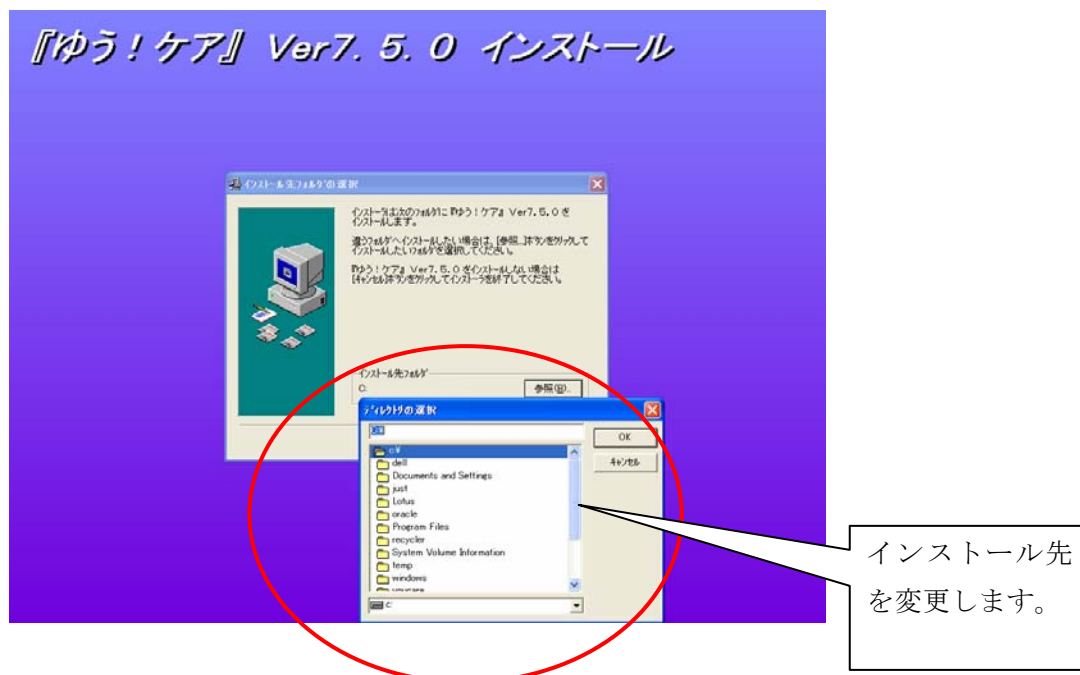 『ゆう！ケア』 Ver7．5．0 インストール
インストール先フォルダの選択
インストーラは次のフォルダに『ゆう！ケア』 Ver7．5．0 を
インストールします。
違うフォルダへインストールしたい場合は、[参照...]ボタンをクリックして
インストールしたいフォルダを選択してください。
『ゆう！ケア』 Ver7．5．0 をインストールしない場合は
[キャンセル]ボタンをクリックしてインストーラを終了してください。
インストール先フォルダ
C:
参照(R)...
ディレクトリの選択
OK
キャンセル
c:¥
dell
Documents and Settings
just
Lotus
oracle
Program Files
recycler
System Volume Information
temp
windows
c:
インストール先
を変更します。